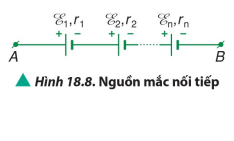 ℰ₁,r₁ ℰ₂,r₂ ℰₙ,rₙ
+ − + − + −
A B
▲ Hình 18.8. Nguồn mắc nối tiếp